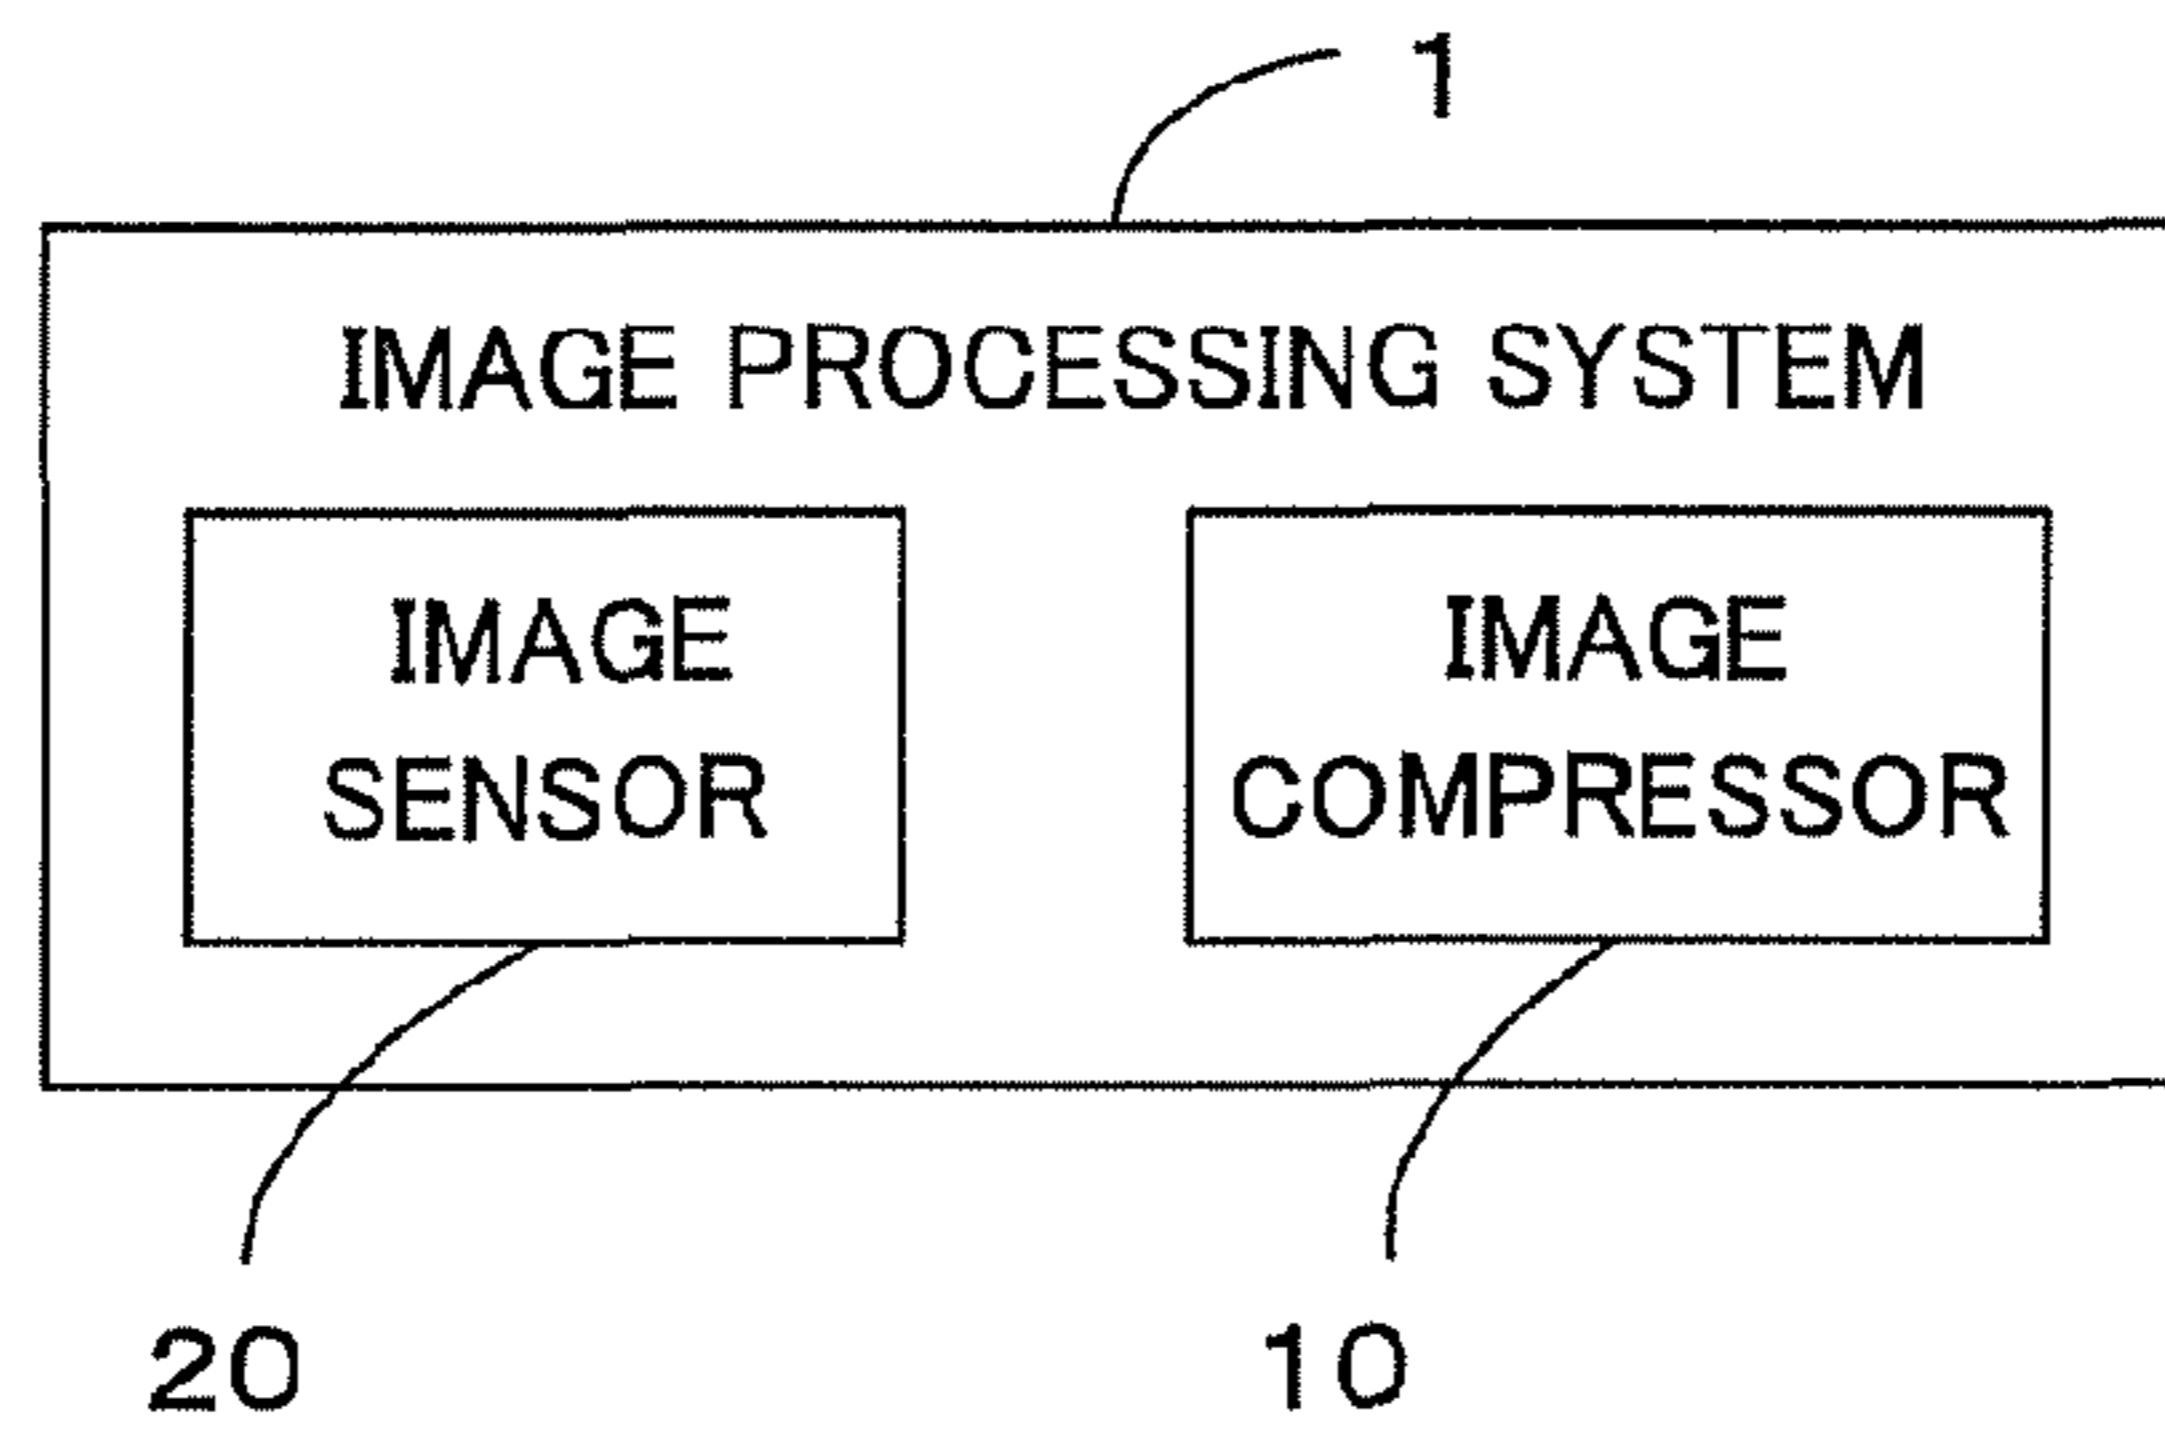 1
IMAGE PROCESSING SYSTEM
IMAGE
SENSOR
IMAGE
COMPRESSOR
20
10